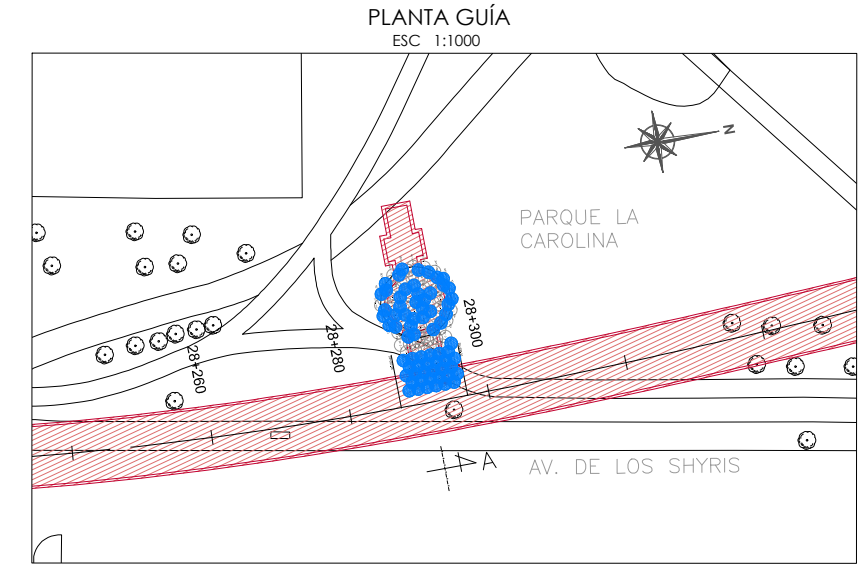 PLANTA GUÍA
ESC 1:1000
N
PARQUE LA
CAROLINA
28+300
28+280
28+260
A
AV. DE LOS SHYRIS